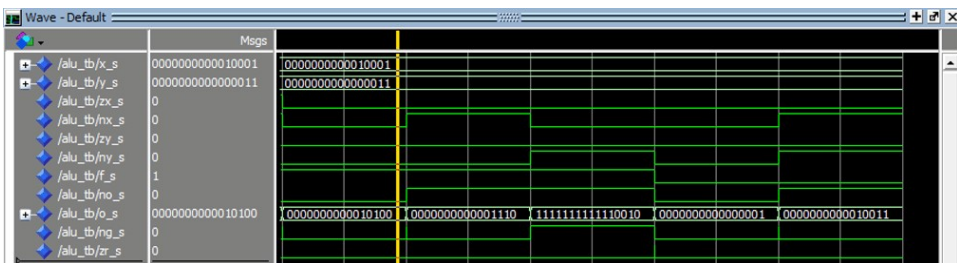 Wave - Default
Msgs
/alu_tb/x_s 0000000000010001 0000000000010001
/alu_tb/y_s 0000000000000011 0000000000000011
/alu_tb/zx_s 0
/alu_tb/nx_s 0
/alu_tb/zy_s 0
/alu_tb/ny_s 0
/alu_tb/f_s 1
/alu_tb/no_s 0
/alu_tb/o_s 0000000000010100 0000000000010100 0000000000001110 1111111111110010 0000000000000001 0000000000010011
/alu_tb/ng_s 0
/alu_tb/zr_s 0